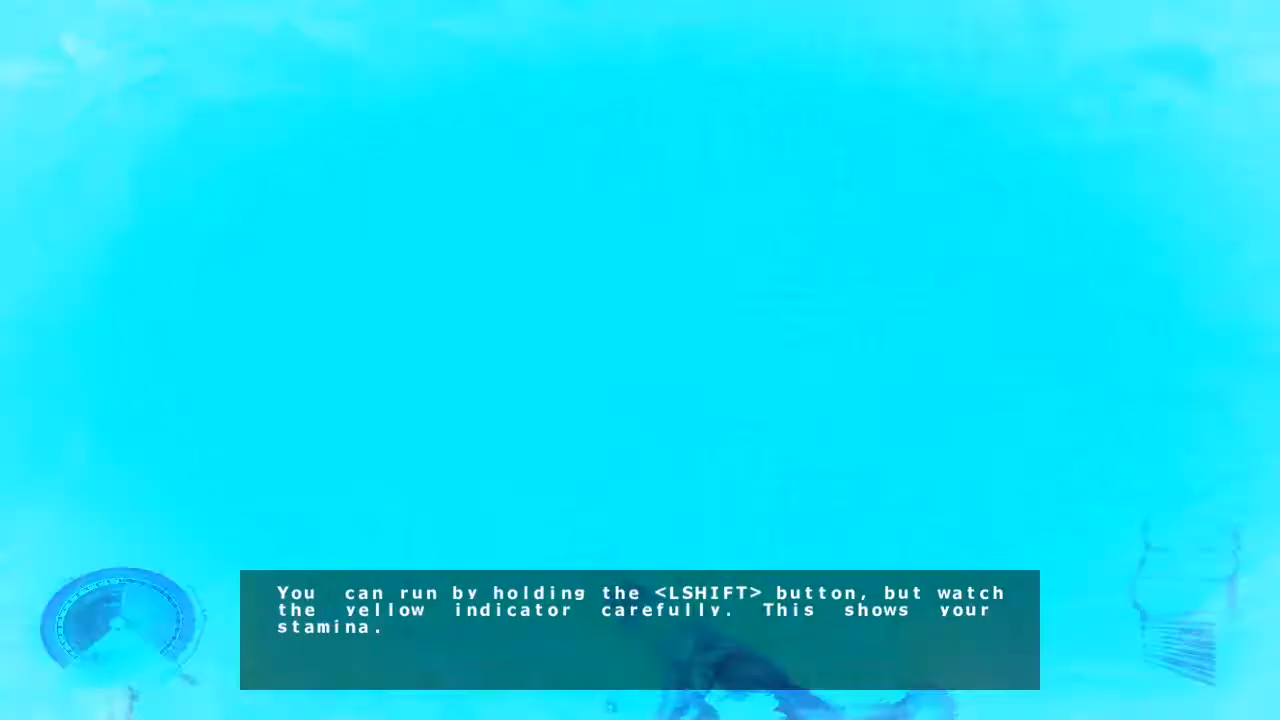 You can run by holding the <LSHIFT> button, but watch
the yellow indicator carefully. This shows your
stamina.